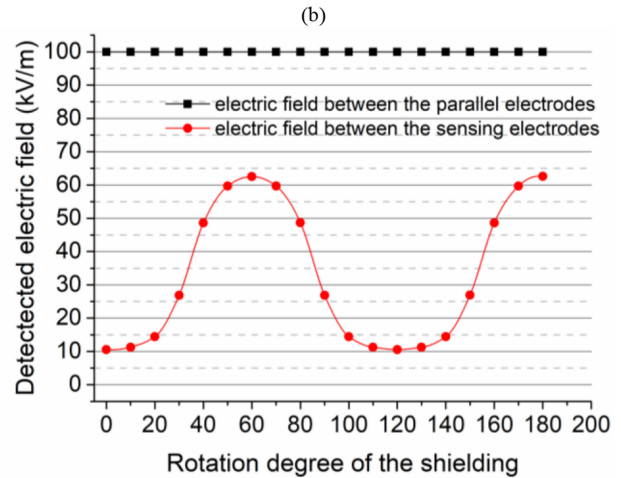 (b)
100
90
80
70
60
50
40
30
20
10
0
Detectected electric field (kV/m)
electric field between the parallel electrodes
electric field between the sensing electrodes
0 20 40 60 80 100 120 140 160 180 200
Rotation degree of the shielding